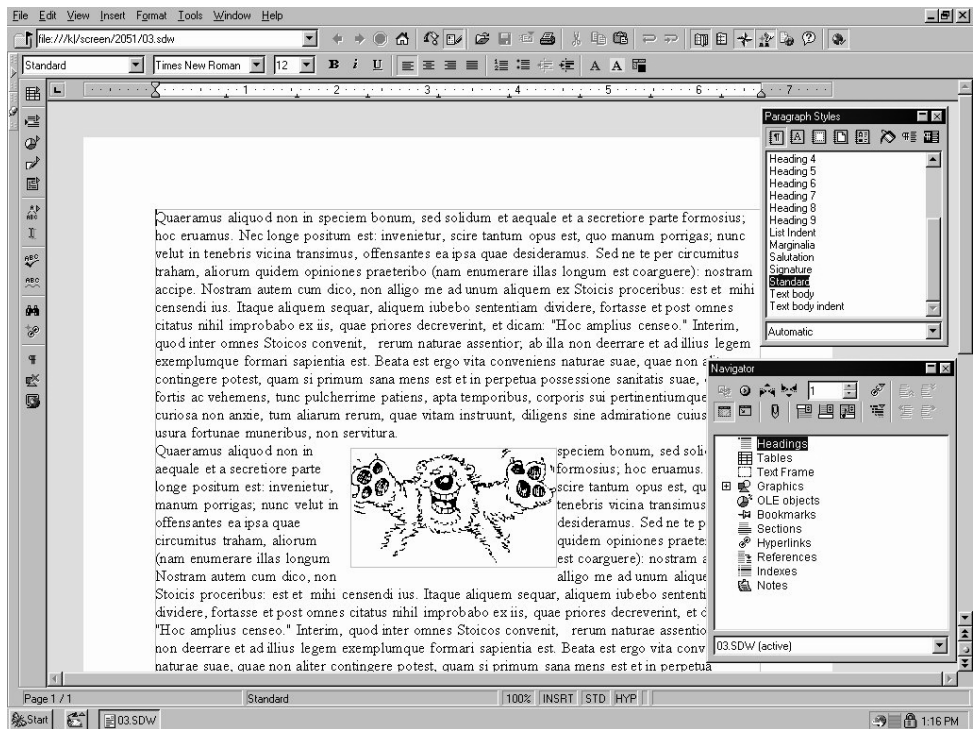 File Edit View Insert Format Tools Window Help
file:///k|/screen/2051/03.sdw
Standard Times New Roman 12 B i U A A
1 2 3 4 5 6 7
Paragraph Styles
Heading 4
Heading 5
Heading 6
Heading 7
Heading 8
Heading 9
List Indent
Marginalia
Salutation
Signature
Standard
Text body
Text body indent
Automatic
Quaeramus aliquod non in speciem bonum, sed solidum et aequale et a secretiore parte formosius;
hoc eruamus. Nec longe positum est: invenietur, scire tantum opus est, quo manum porrigas; nunc
velut in tenebris vicina transimus, offensantes ea ipsa quae desideramus. Sed ne te per circumitus
traham, aliorum quidem opiniones praeteribo (nam enumerare illas longum est coarguere): nostram
accipe. Nostram autem cum dico, non alligo me ad unum aliquem ex Stoicis proceribus: est et mihi
censendi ius. Itaque aliquem sequar, aliquem iubebo sententiam dividere, fortasse et post omnes
citatus nihil improbabo ex iis, quae priores decreverint, et dicam: "Hoc amplius censeo." Interim,
quod inter omnes Stoicos convenit, rerum naturae assentior; ab illa non deerrare et ad illius legem
exemplumque formari sapientia est. Beata est ergo vita conveniens naturae suae, quae non
contingere potest, quam si primum sana mens est et in perpetua possessione sanitatis suae,
fortis ac vehemens, tunc pulcherrime patiens, apta temporibus, corporis sui pertinentiumque
curiosa non anxie, tum aliarum rerum, quae vitam instruunt, diligens sine admiratione cuius
usura fortunae muneribus, non servitura.
Quaeramus aliquod non in speciem bonum, sed soli
aequale et a secretiore parte formosius; hoc eruamus.
longe positum est: invenietur, scire tantum opus est, qu
manum porrigas; nunc velut in tenebris vicina transimus
offensantes ea ipsa quae desideramus. Sed ne te p
circumitus traham, aliorum quidem opiniones praete
(nam enumerare illas longum est coarguere): nostram a
Nostram autem cum dico, non alligo me ad unum alique
Stoicis proceribus: est et mihi censendi ius. Itaque aliquem sequar, aliquem iubebo sententi
dividere, fortasse et post omnes citatus nihil improbabo ex iis, quae priores decreverint, et d
"Hoc amplius censeo." Interim, quod inter omnes Stoicos convenit, rerum naturae assentio
non deerrare et ad illius legem exemplumque formari sapientia est. Beata est ergo vita conv
naturae suae, quae non aliter contingere potest, quam si primum sana mens est et in perpetua
Navigator
1
Headings
Tables
Text Frame
Graphics
OLE objects
Bookmarks
Sections
Hyperlinks
References
Indexes
Notes
03.SDW (active)
Page 1 / 1 Standard 100% INSRT STD HYP
Start 03.SDW 1:16 PM